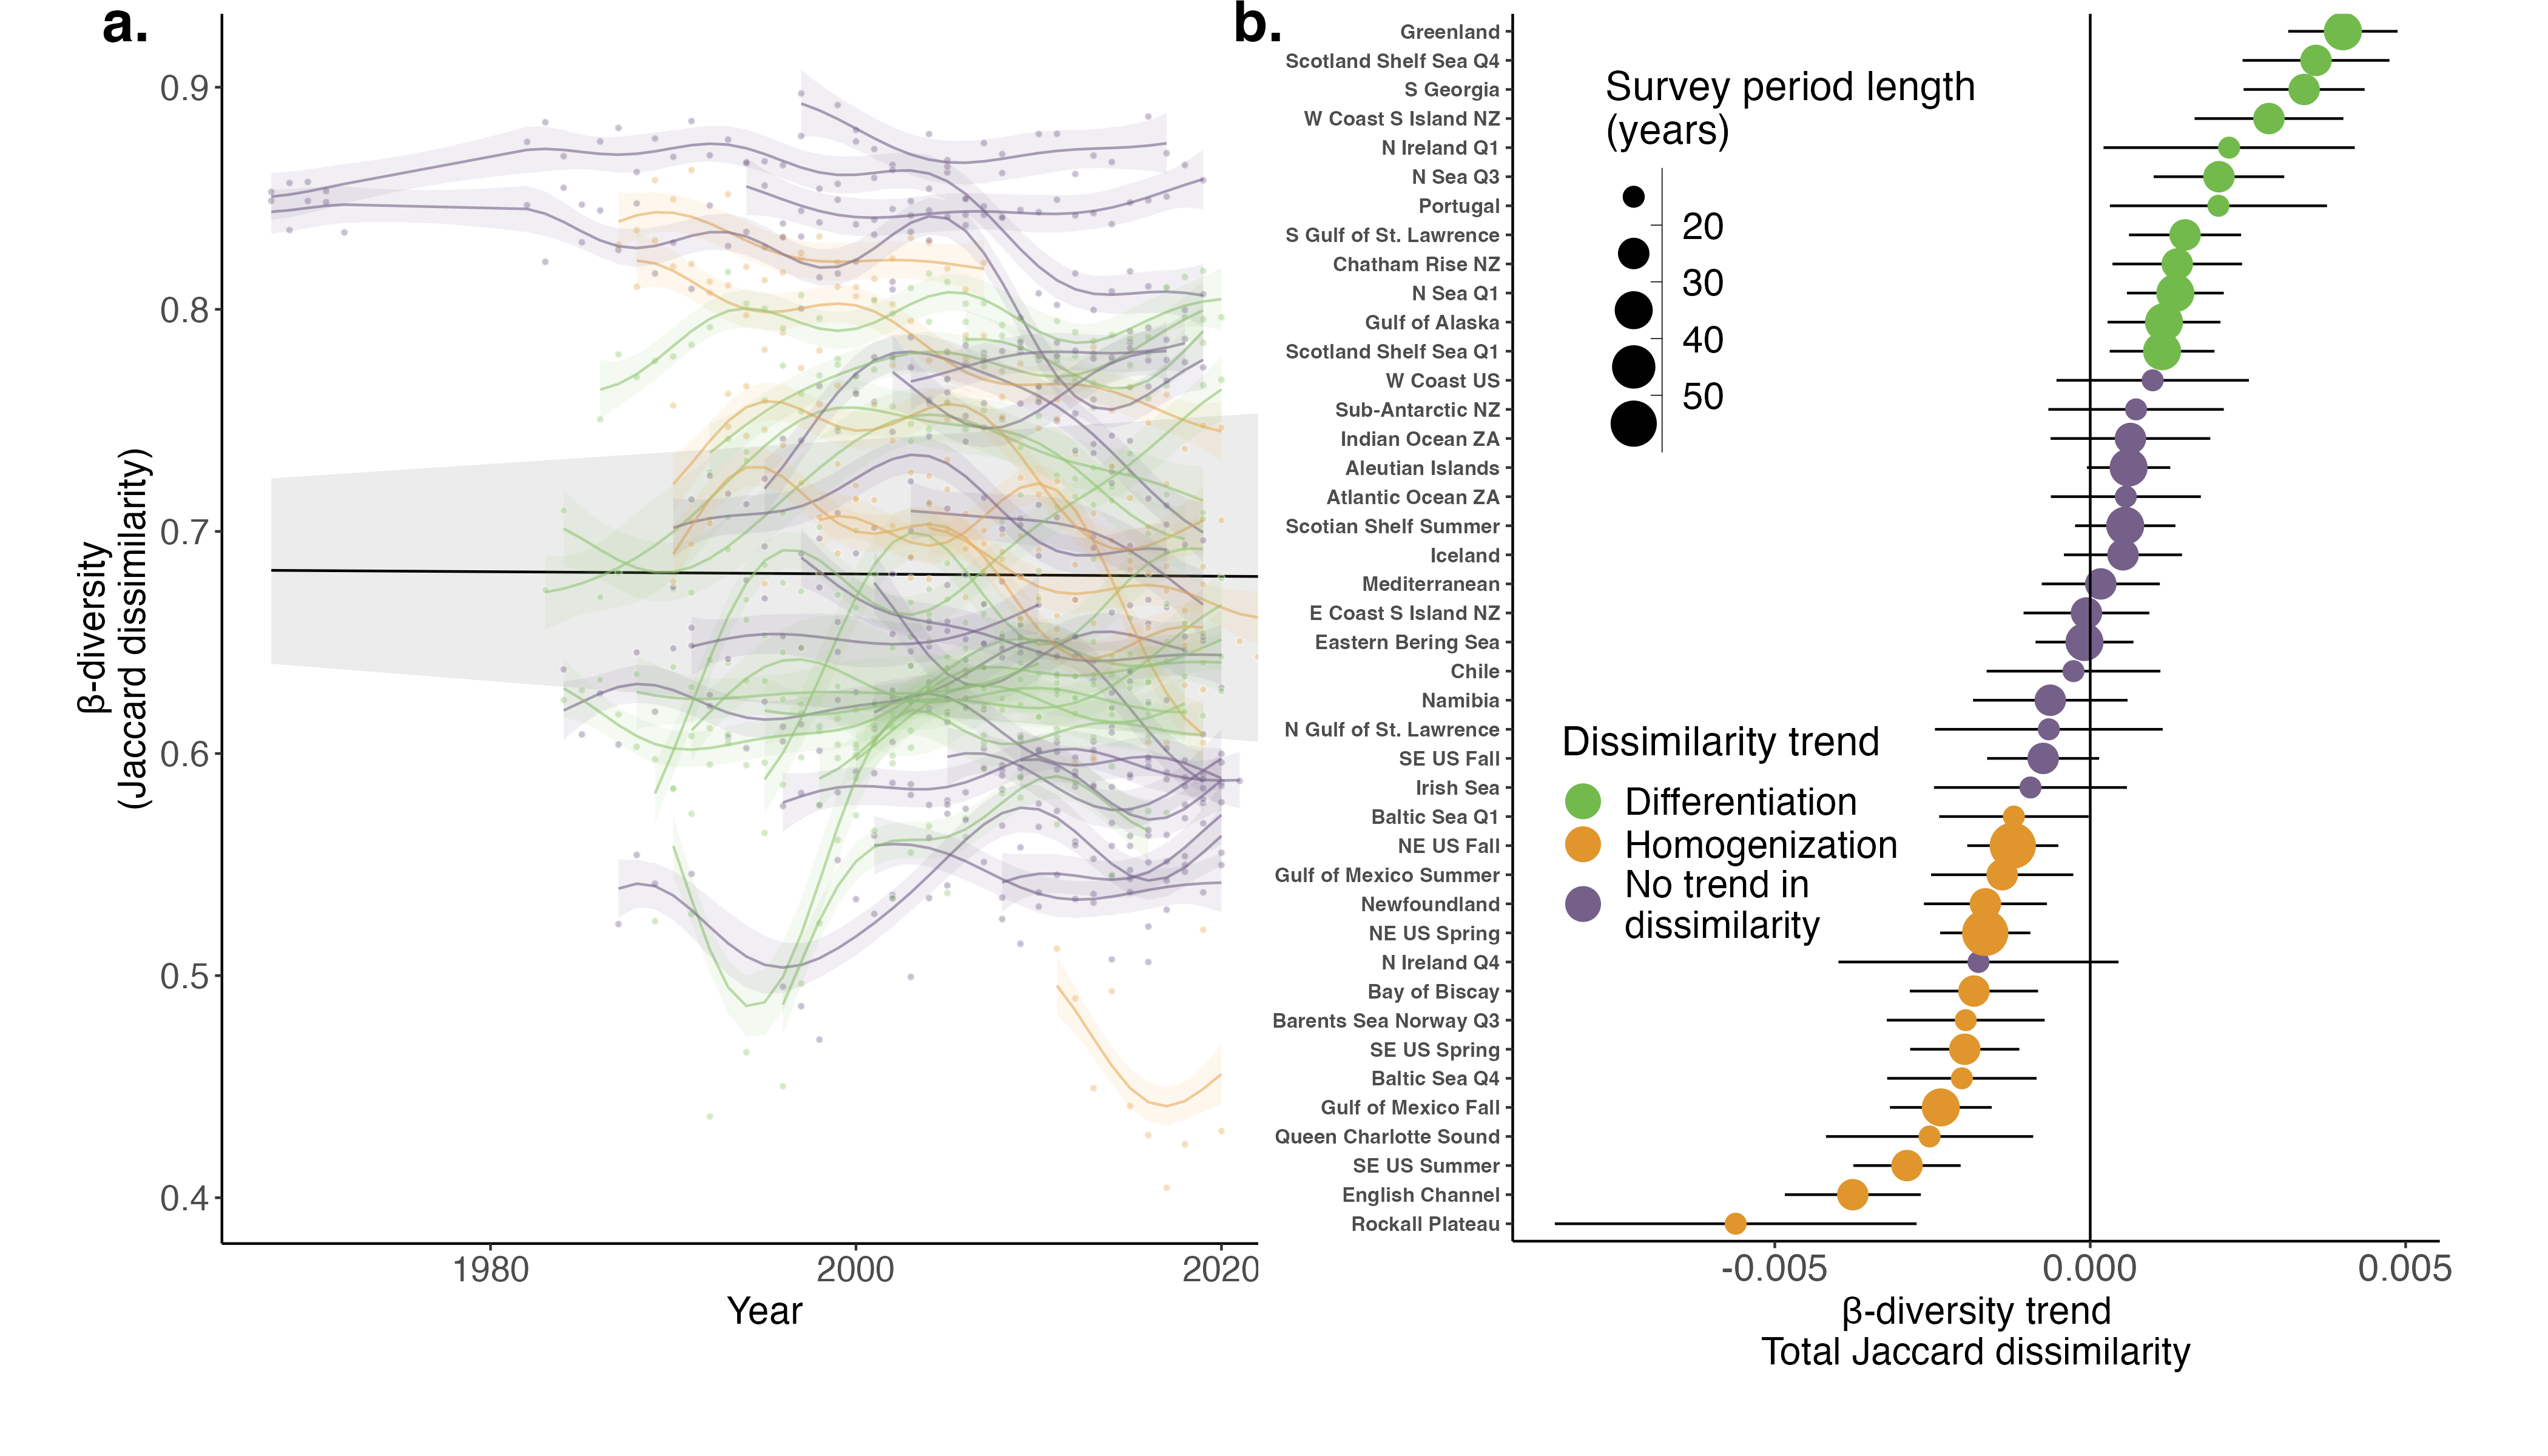 a.
0.9
0.8
0.7
0.6
0.5
0.4
β-diversity
(Jaccard dissimilarity)
1980
2000
2020
Year
b.
Greenland
Scotland Shelf Sea Q4
S Georgia
W Coast S Island NZ
N Ireland Q1
N Sea Q3
Portugal
S Gulf of St. Lawrence
Chatham Rise NZ
N Sea Q1
Gulf of Alaska
Scotland Shelf Sea Q1
W Coast US
Sub-Antarctic NZ
Indian Ocean ZA
Aleutian Islands
Atlantic Ocean ZA
Scotian Shelf Summer
Iceland
Mediterranean
E Coast S Island NZ
Eastern Bering Sea
Chile
Namibia
N Gulf of St. Lawrence
SE US Fall
Irish Sea
Baltic Sea Q1
NE US Fall
Gulf of Mexico Summer
Newfoundland
NE US Spring
N Ireland Q4
Bay of Biscay
Barents Sea Norway Q3
SE US Spring
Baltic Sea Q4
Gulf of Mexico Fall
Queen Charlotte Sound
SE US Summer
English Channel
Rockall Plateau
Survey period length
(years)
20
30
40
50
Dissimilarity trend
Differentiation
Homogenization
No trend in
dissimilarity
-0.005
0.000
0.005
β-diversity trend
Total Jaccard dissimilarity